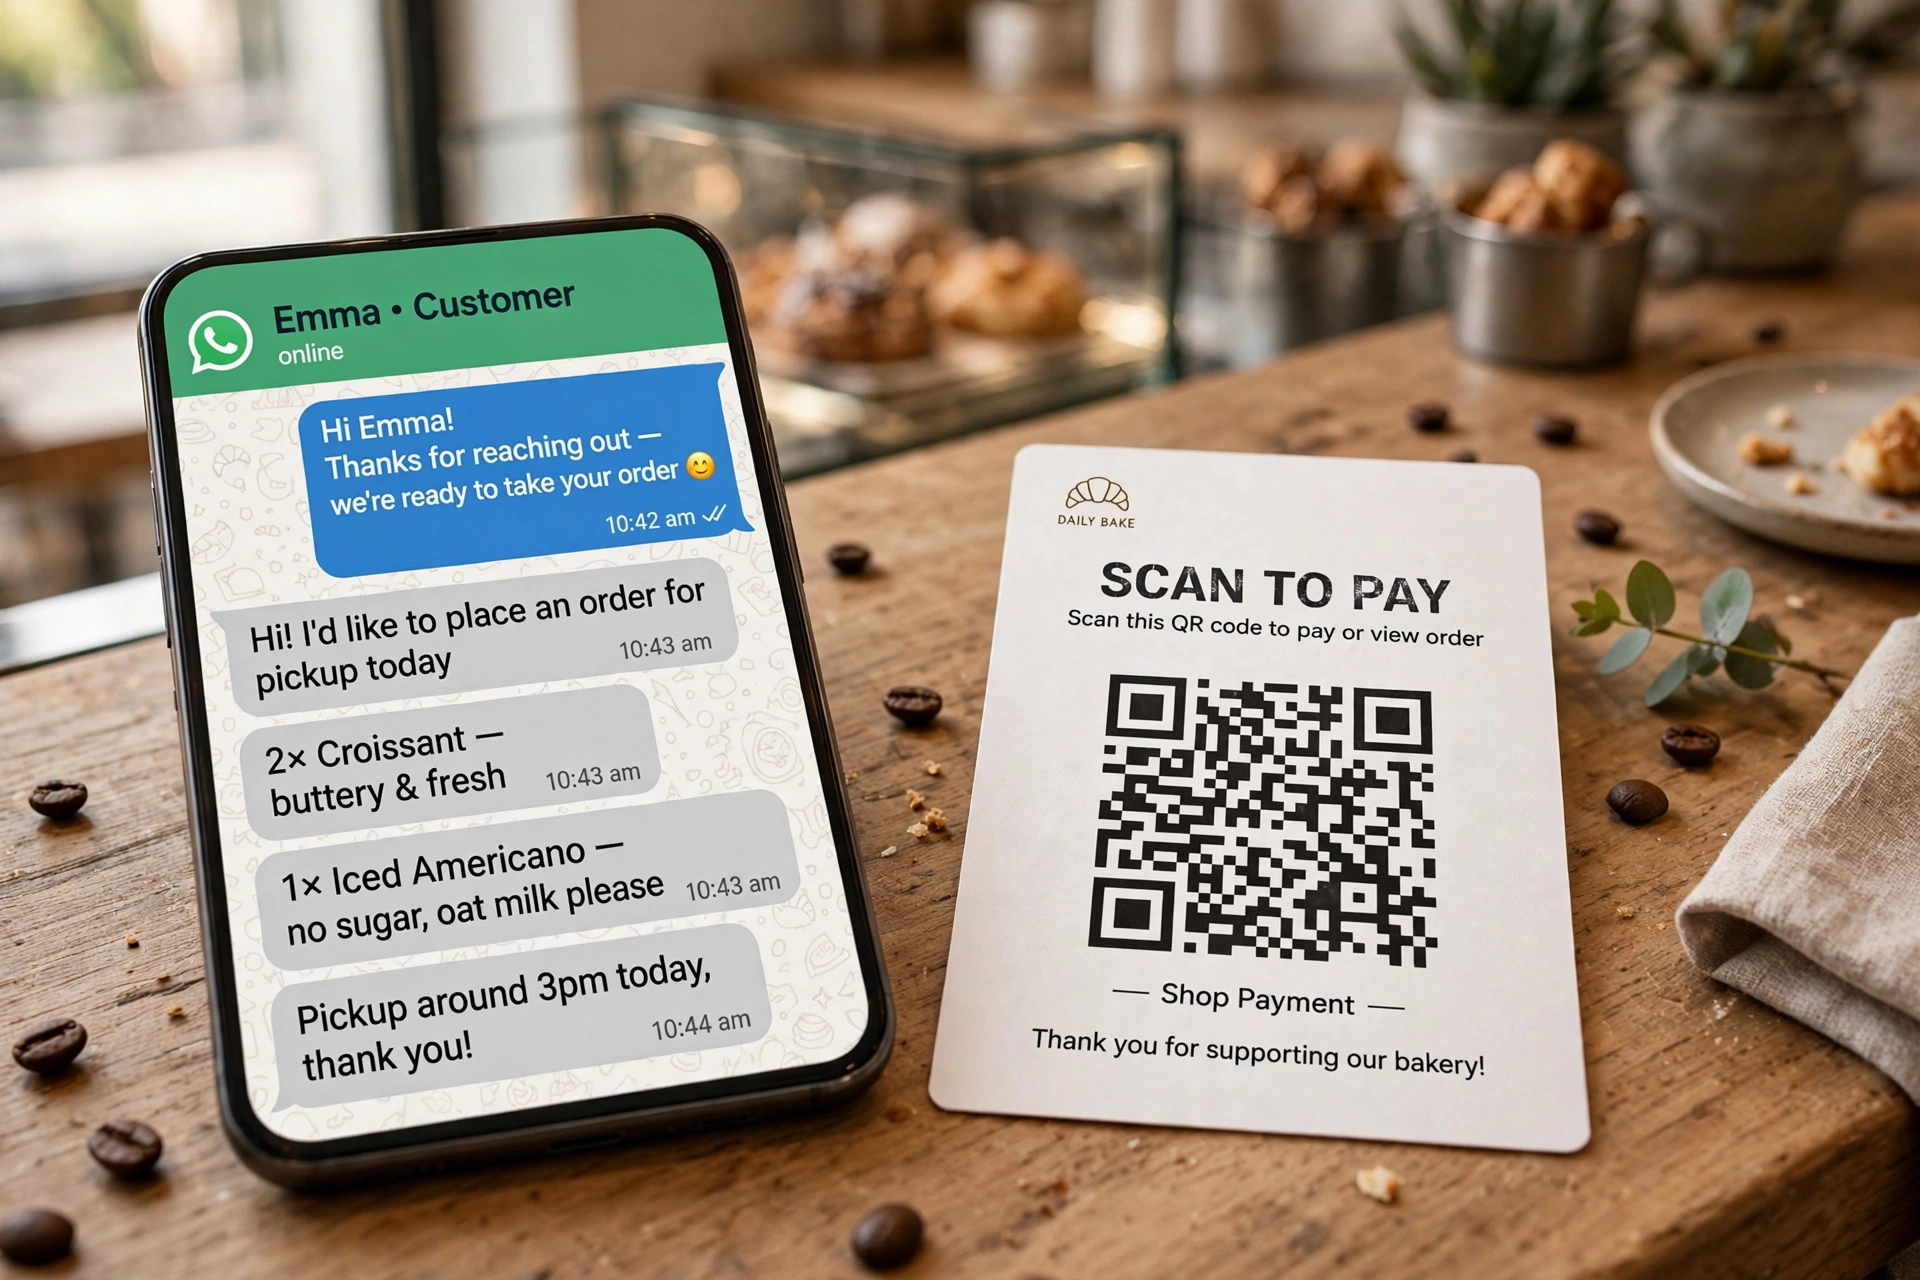 Emma • Customer
online
Hi Emma!
Thanks for reaching out —
we're ready to take your order 😊
10:42 am
Hi! I'd like to place an order for
pickup today
10:43 am
2× Croissant —
buttery & fresh
10:43 am
1× Iced Americano —
no sugar, oat milk please
10:43 am
Pickup around 3pm today,
thank you!
10:44 am
DAILY BAKE
SCAN TO PAY
Scan this QR code to pay or view order
— Shop Payment —
Thank you for supporting our bakery!